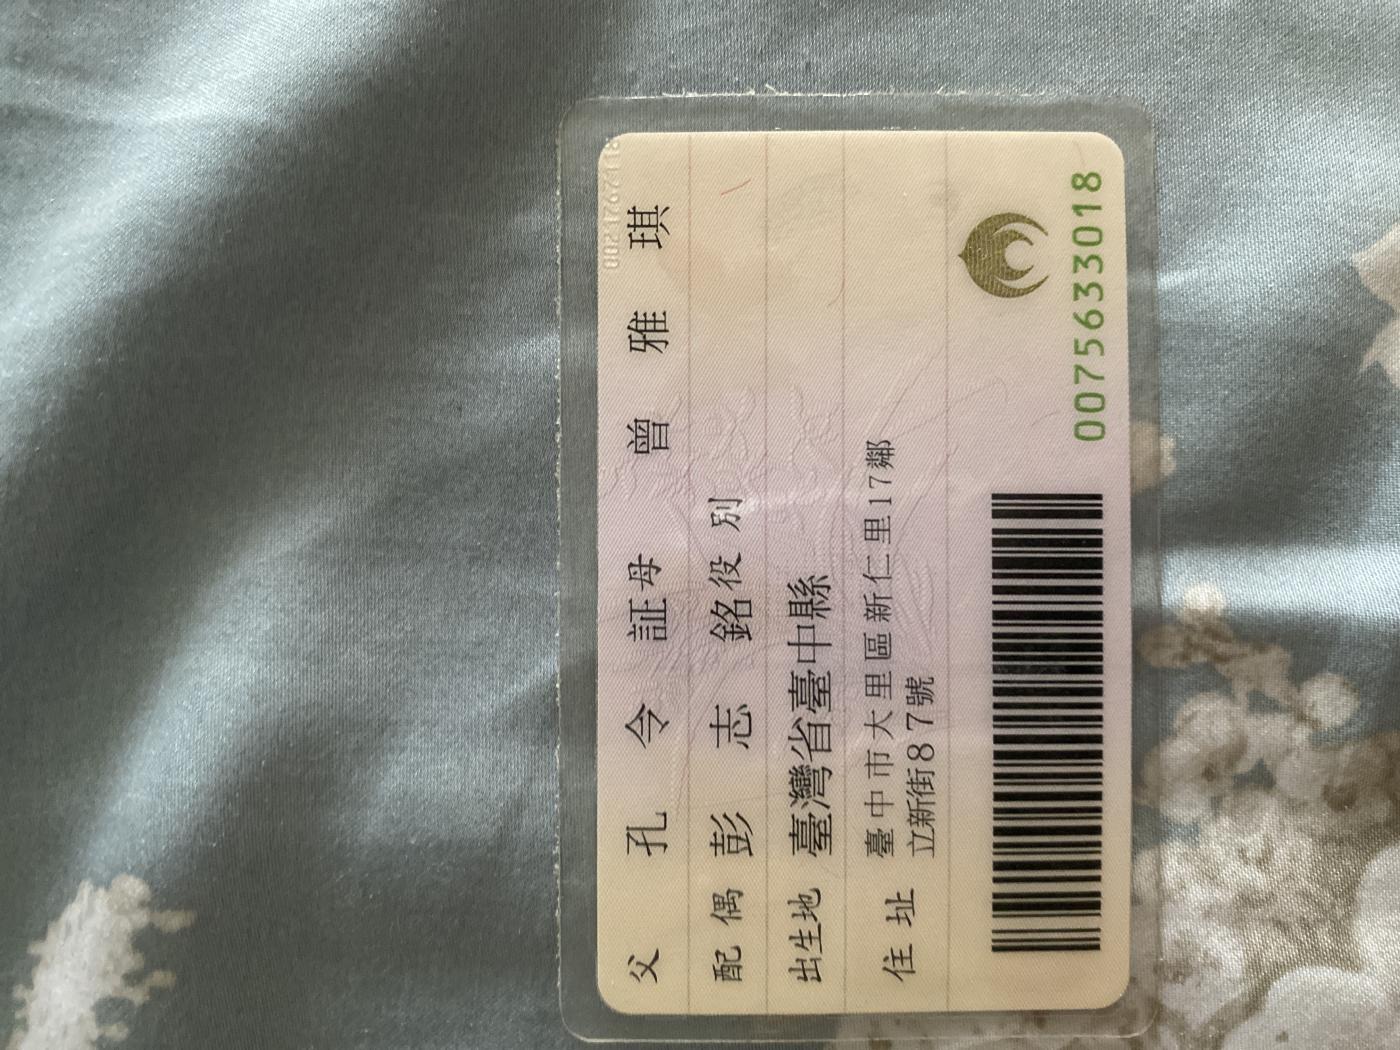 父 孔令証 母 曾雅琪
配偶 彭志銘 役別
出生地 臺灣省臺中縣
住址 臺中市大里區新仁里17鄰
立新街87號
0075633018